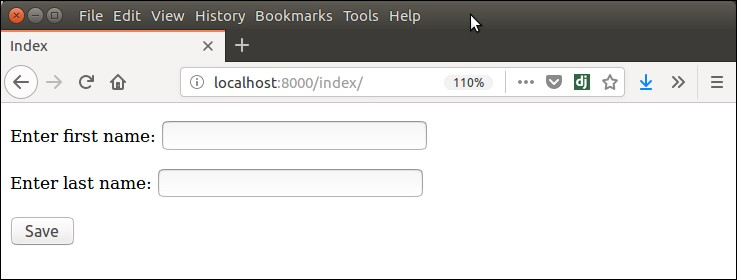 File Edit View History Bookmarks Tools Help
Index
localhost:8000/index/ 110% dj
Enter first name:
Enter last name:
Save